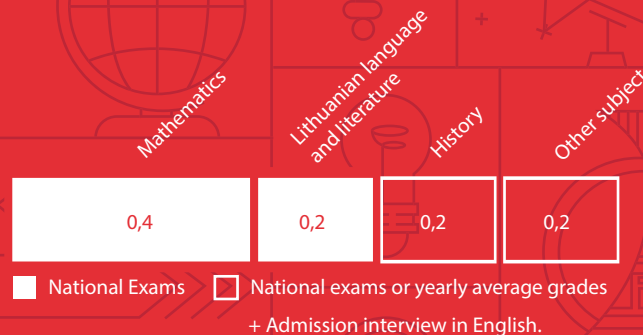 Mathematics
Lithuanian language
and literature
History
Other subject
0,4
0,2
0,2
0,2
National Exams
National exams or yearly average grades
+ Admission interview in English.